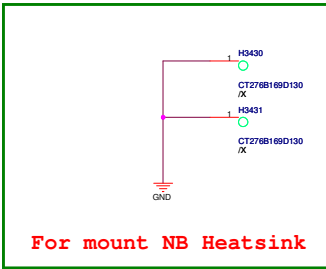 H3430
1
CT276B169D130
/X
H3431
1
CT276B169D130
/X
GND
For mount NB Heatsink